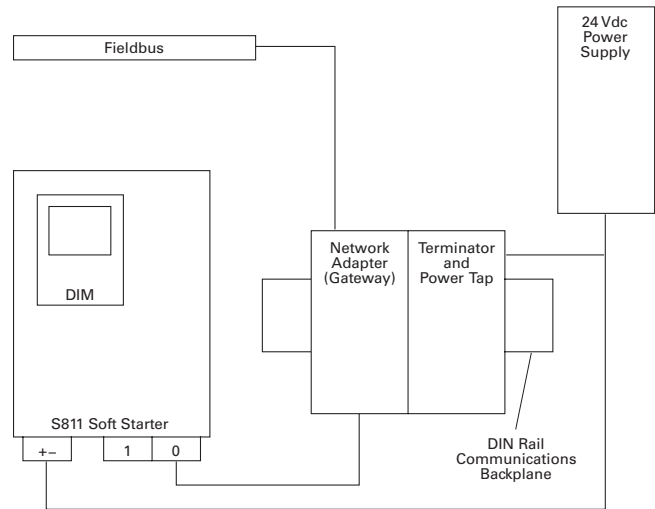 24 Vdc
Power
Supply
Fieldbus
Network
Adapter
(Gateway)
Terminator
and
Power Tap
DIM
S811 Soft Starter
+–
1
0
DIN Rail
Communications
Backplane